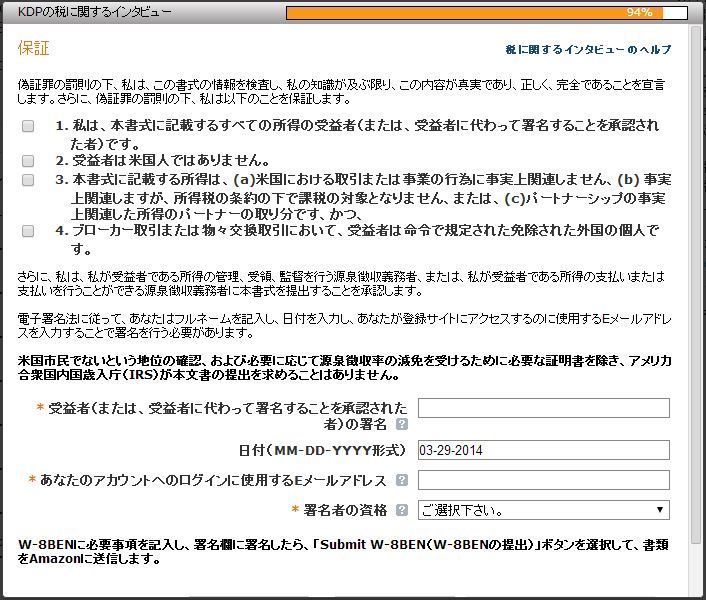 KDPの税に関するインタビュー
94%
保証
税に関するインタビューのヘルプ
偽証罪の罰則の下、私は、この書式の情報を検査し、私の知識が及ぶ限り、この内容が真実であり、正しく、完全であることを宣言
します。さらに、偽証罪の罰則の下、私は以下のことを保証します。
1. 私は、本書式に記載するすべての所得の受益者(または、受益者に代わって署名することを承認され
た者)です。
2. 受益者は米国人ではありません。
3. 本書式に記載する所得は、(a)米国における取引または事業の行為に事実上関連しません、(b) 事実
上関連しますが、所得税の条約の下で課税の対象となりません、または、(c)パートナーシップの事実
上関連した所得のパートナーの取り分です、かつ、
4. ブローカー取引または物々交換取引において、受益者は命令で規定された免除された外国の個人で
す。
さらに、私は、私が受益者である所得の管理、受領、監督を行う源泉徴収義務者、または、私が受益者である所得の支払いまたは
支払いを行うことができる源泉徴収義務者に本書式を提出することを承認します。
電子署名法に従って、あなたはフルネームを記入し、日付を入力し、あなたが登録サイトにアクセスするのに使用するEメールアドレ
スを入力することで署名を行う必要があります。
米国市民でないという地位の確認、および必要に応じて源泉徴収率の減免を受けるために必要な証明書を除き、アメリカ
合衆国内国歳入庁(IRS)が本文書の提出を求めることはありません。
* 受益者(または、受益者に代わって署名することを承認された
者)の署名 ?
日付(MM-DD-YYYY形式) 03-29-2014
* あなたのアカウントへのログインに使用するEメールアドレス ?
* 署名者の資格 ? ご選択下さい。
W-8BENに必要事項を記入し、署名欄に署名したら、「Submit W-8BEN(W-8BENの提出)」ボタンを選択して、書類
をAmazonに送信します。